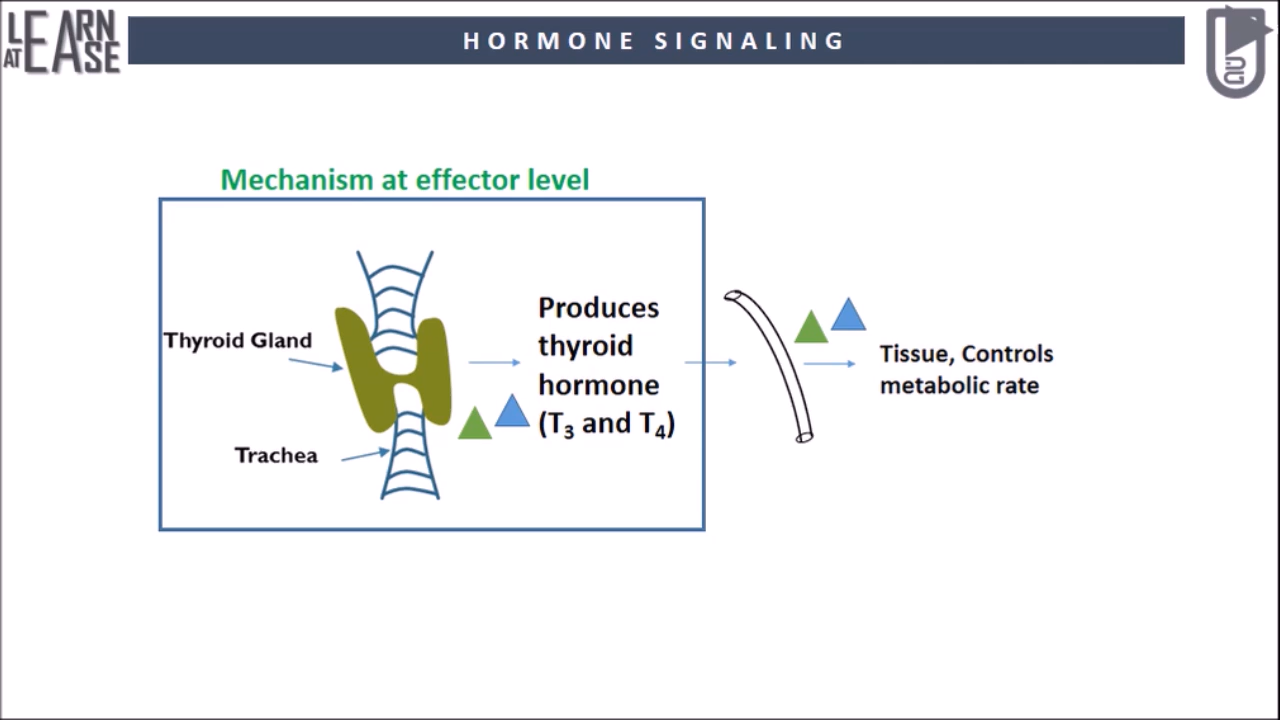 LEARN
AT EASE
HORMONE SIGNALING
Mechanism at effector level
Thyroid Gland
Trachea
Produces
thyroid
hormone
(T₃ and T₄)
Tissue, Controls
metabolic rate